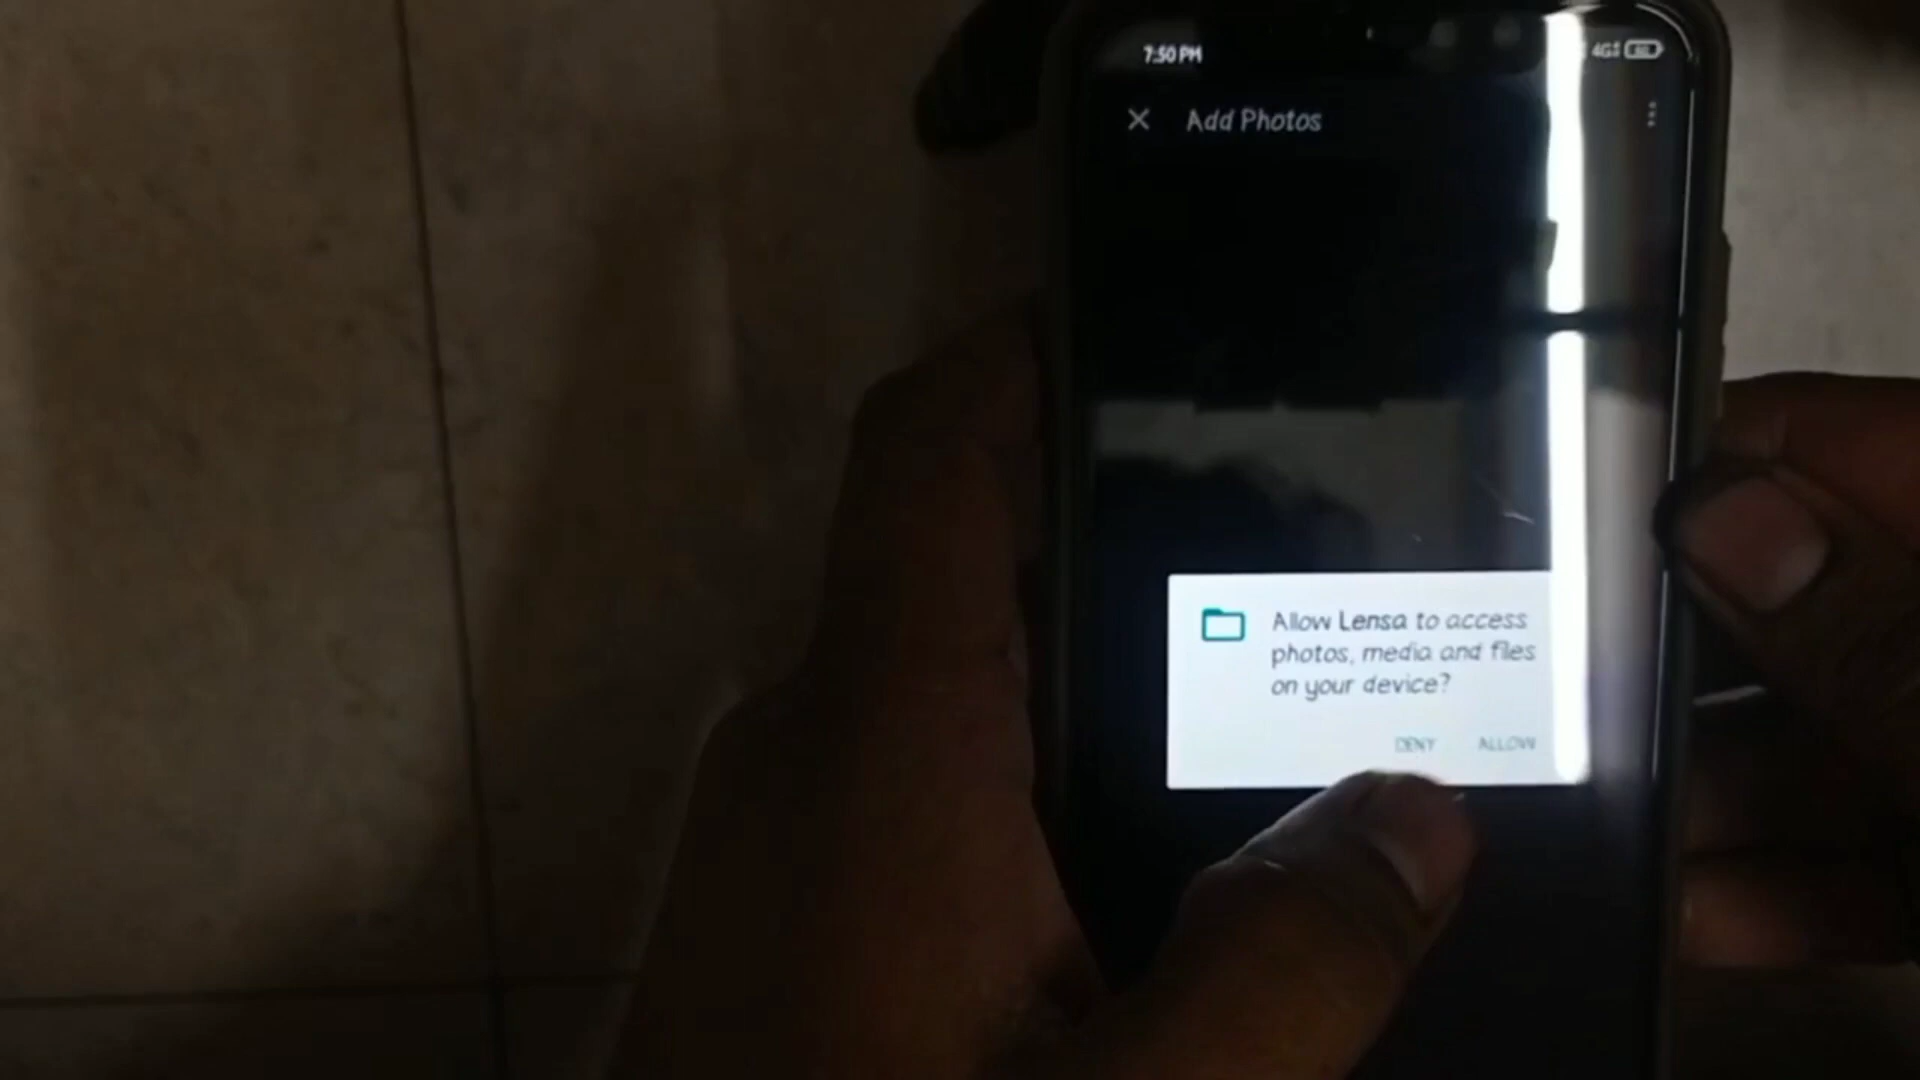 7:50 PM 4G
Add Photos
Allow Lensa to access
photos, media and files
on your device?
DENY ALLOW